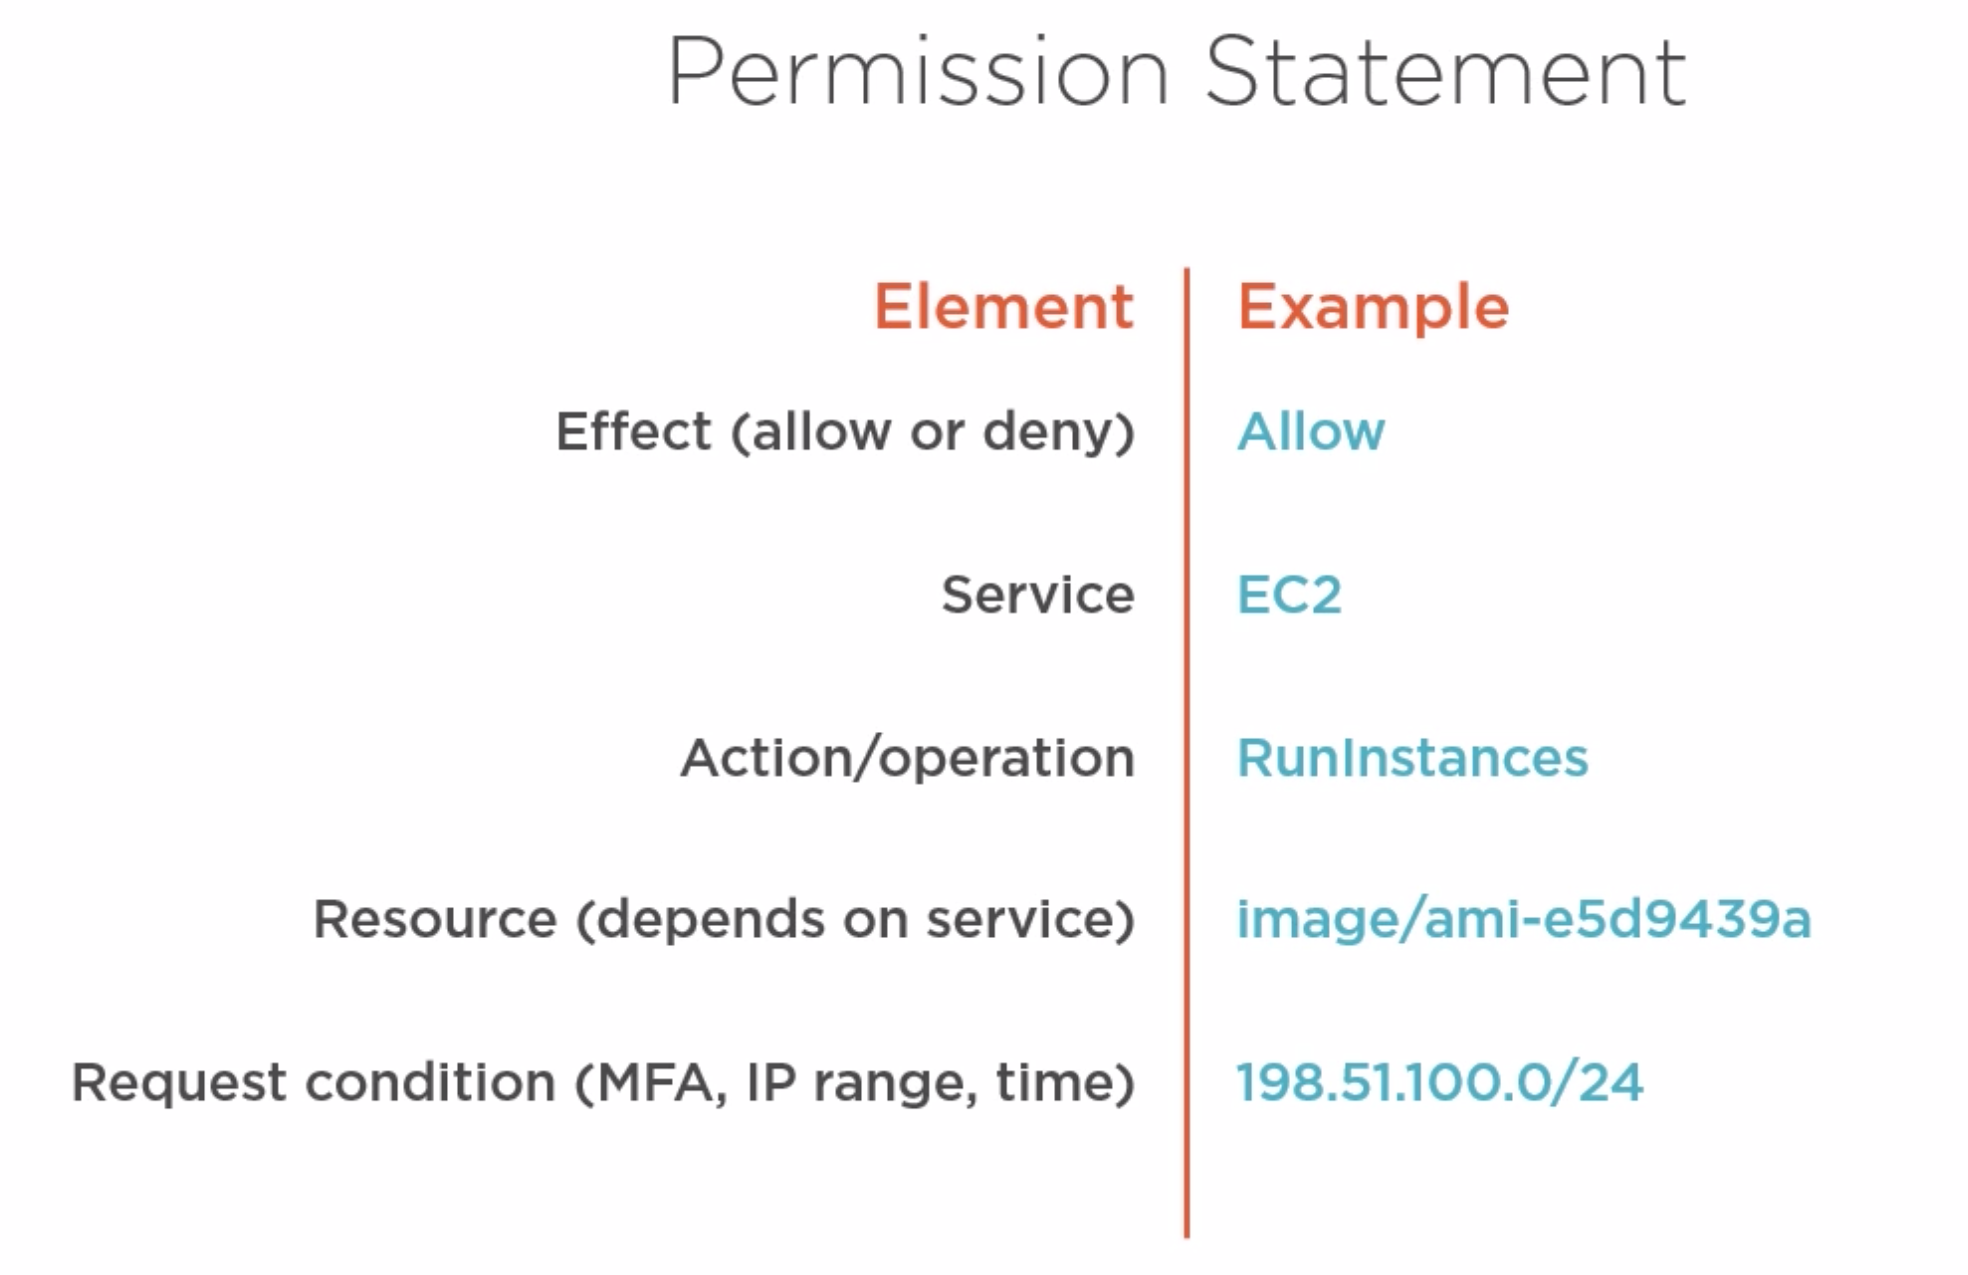 Permission Statement
Element
Example
Effect (allow or deny)
Allow
Service
EC2
Action/operation
RunInstances
Resource (depends on service)
image/ami-e5d9439a
Request condition (MFA, IP range, time)
198.51.100.0/24